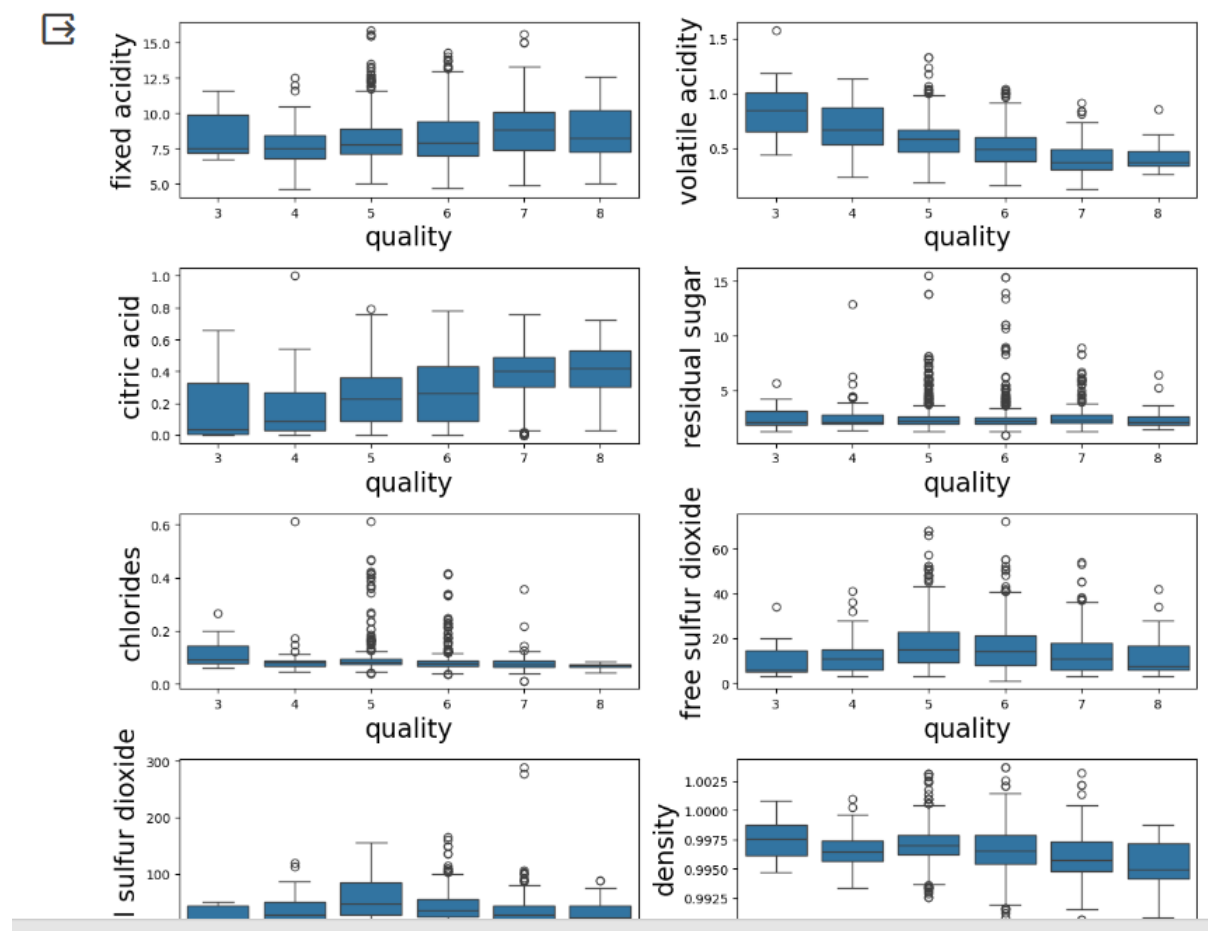 fixed acidity
15.0
12.5
10.0
7.5
5.0
3 4 5 6 7 8
quality
volatile acidity
1.5
1.0
0.5
3 4 5 6 7 8
quality
citric acid
1.0
0.8
0.6
0.4
0.2
0.0
3 4 5 6 7 8
quality
residual sugar
15
10
5
3 4 5 6 7 8
quality
chlorides
0.6
0.4
0.2
0.0
3 4 5 6 7 8
quality
free sulfur dioxide
60
40
20
0
3 4 5 6 7 8
quality
l sulfur dioxide
300
200
100
density
1.0025
1.0000
0.9975
0.9950
0.9925